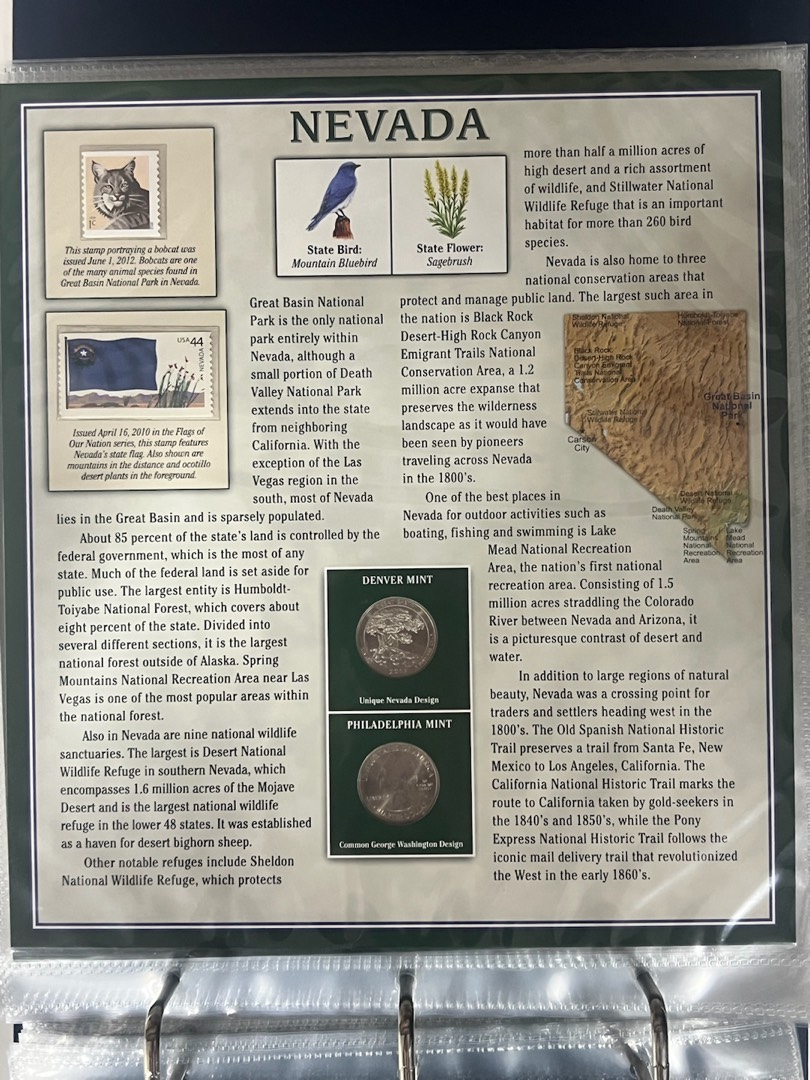 NEVADA
1c
This stamp portraying a bobcat was
issued June 1, 2012. Bobcats are one
of the many animal species found in
Great Basin National Park in Nevada.
USA 44
NEVADA
Issued April 16, 2010 in the Flags of
Our Nation series, this stamp features
Nevada's state flag. Also shown are
mountains in the distance and ocotillo
desert plants in the foreground.
State Bird:
Mountain Bluebird
State Flower:
Sagebrush
Great Basin National
Park is the only national
park entirely within
Nevada, although a
small portion of Death
Valley National Park
extends into the state
from neighboring
California. With the
exception of the Las
Vegas region in the
south, most of Nevada
lies in the Great Basin and is sparsely populated.
About 85 percent of the state's land is controlled by the
federal government, which is the most of any
state. Much of the federal land is set aside for
public use. The largest entity is Humboldt-
Toiyabe National Forest, which covers about
eight percent of the state. Divided into
several different sections, it is the largest
national forest outside of Alaska. Spring
Mountains National Recreation Area near Las
Vegas is one of the most popular areas within
the national forest.
Also in Nevada are nine national wildlife
sanctuaries. The largest is Desert National
Wildlife Refuge in southern Nevada, which
encompasses 1.6 million acres of the Mojave
Desert and is the largest national wildlife
refuge in the lower 48 states. It was established
as a haven for desert bighorn sheep.
Other notable refuges include Sheldon
National Wildlife Refuge, which protects
more than half a million acres of
high desert and a rich assortment
of wildlife, and Stillwater National
Wildlife Refuge that is an important
habitat for more than 260 bird
species.
Nevada is also home to three
national conservation areas that
protect and manage public land. The largest such area in
the nation is Black Rock
Desert-High Rock Canyon
Emigrant Trails National
Conservation Area, a 1.2
million acre expanse that
preserves the wilderness
landscape as it would have
been seen by pioneers
traveling across Nevada
in the 1800's.
One of the best places in
Nevada for outdoor activities such as
boating, fishing and swimming is Lake
Mead National Recreation
Area, the nation's first national
recreation area. Consisting of 1.5
million acres straddling the Colorado
River between Nevada and Arizona, it
is a picturesque contrast of desert and
water.
In addition to large regions of natural
beauty, Nevada was a crossing point for
traders and settlers heading west in the
1800's. The Old Spanish National Historic
Trail preserves a trail from Santa Fe, New
Mexico to Los Angeles, California. The
California National Historic Trail marks the
route to California taken by gold-seekers in
the 1840's and 1850's, while the Pony
Express National Historic Trail follows the
iconic mail delivery trail that revolutionized
the West in the early 1860's.
Sheldon National
Wildlife Refuge
Humboldt-Toiyabe
National Forest
Black Rock
Desert-High Rock
Canyon Emigrant
Trails National
Conservation Area
Great Basin
National
Park
Stillwater National
Wildlife Refuge
Carson
City
Desert National
Wildlife Refuge
Death Valley
National Park
Spring
Mountains
National
Recreation
Area
Lake
Mead
National
Recreation
Area
DENVER MINT
Unique Nevada Design
PHILADELPHIA MINT
Common George Washington Design